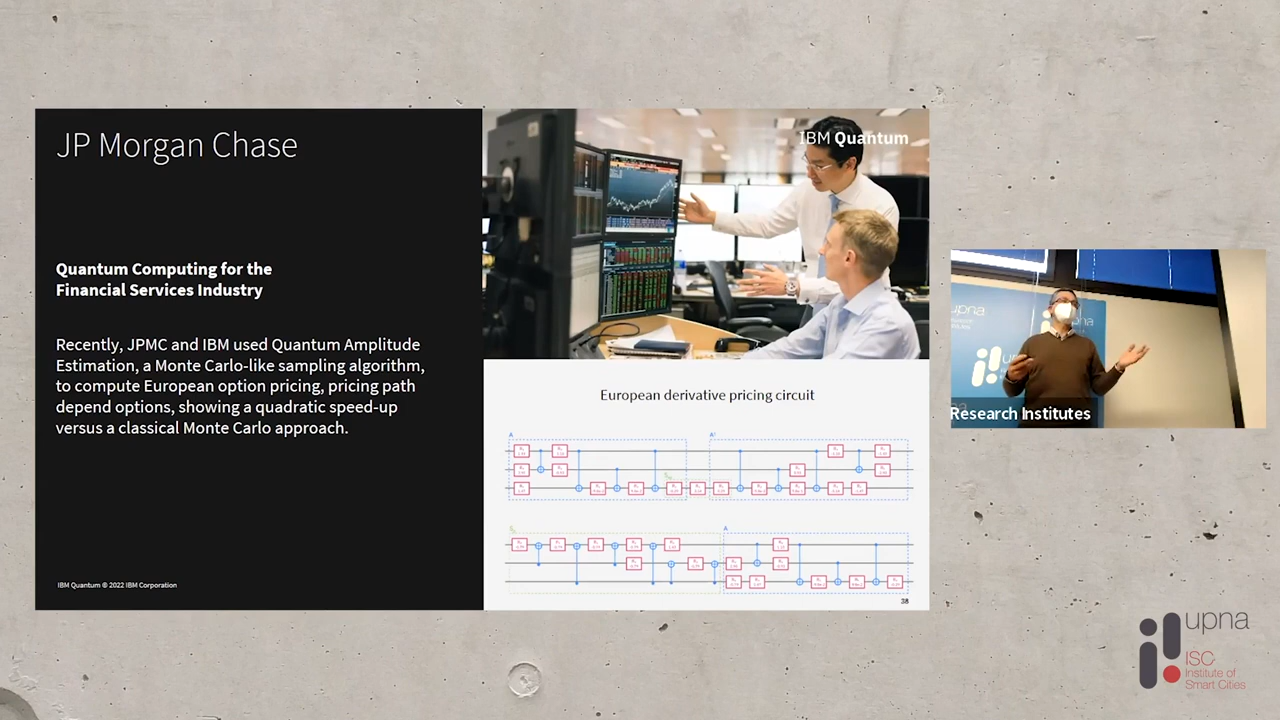 JP Morgan Chase
Quantum Computing for the
Financial Services Industry
Recently, JPMC and IBM used Quantum Amplitude
Estimation, a Monte Carlo-like sampling algorithm,
to compute European option pricing, pricing path
depend options, showing a quadratic speed-up
versus a classical Monte Carlo approach.
IBM Quantum © 2022 IBM Corporation
IBM Quantum
European derivative pricing circuit
A
A†
A
38
upna
upna
Research Institutes
upna
ISC
Institute of
Smart Cities